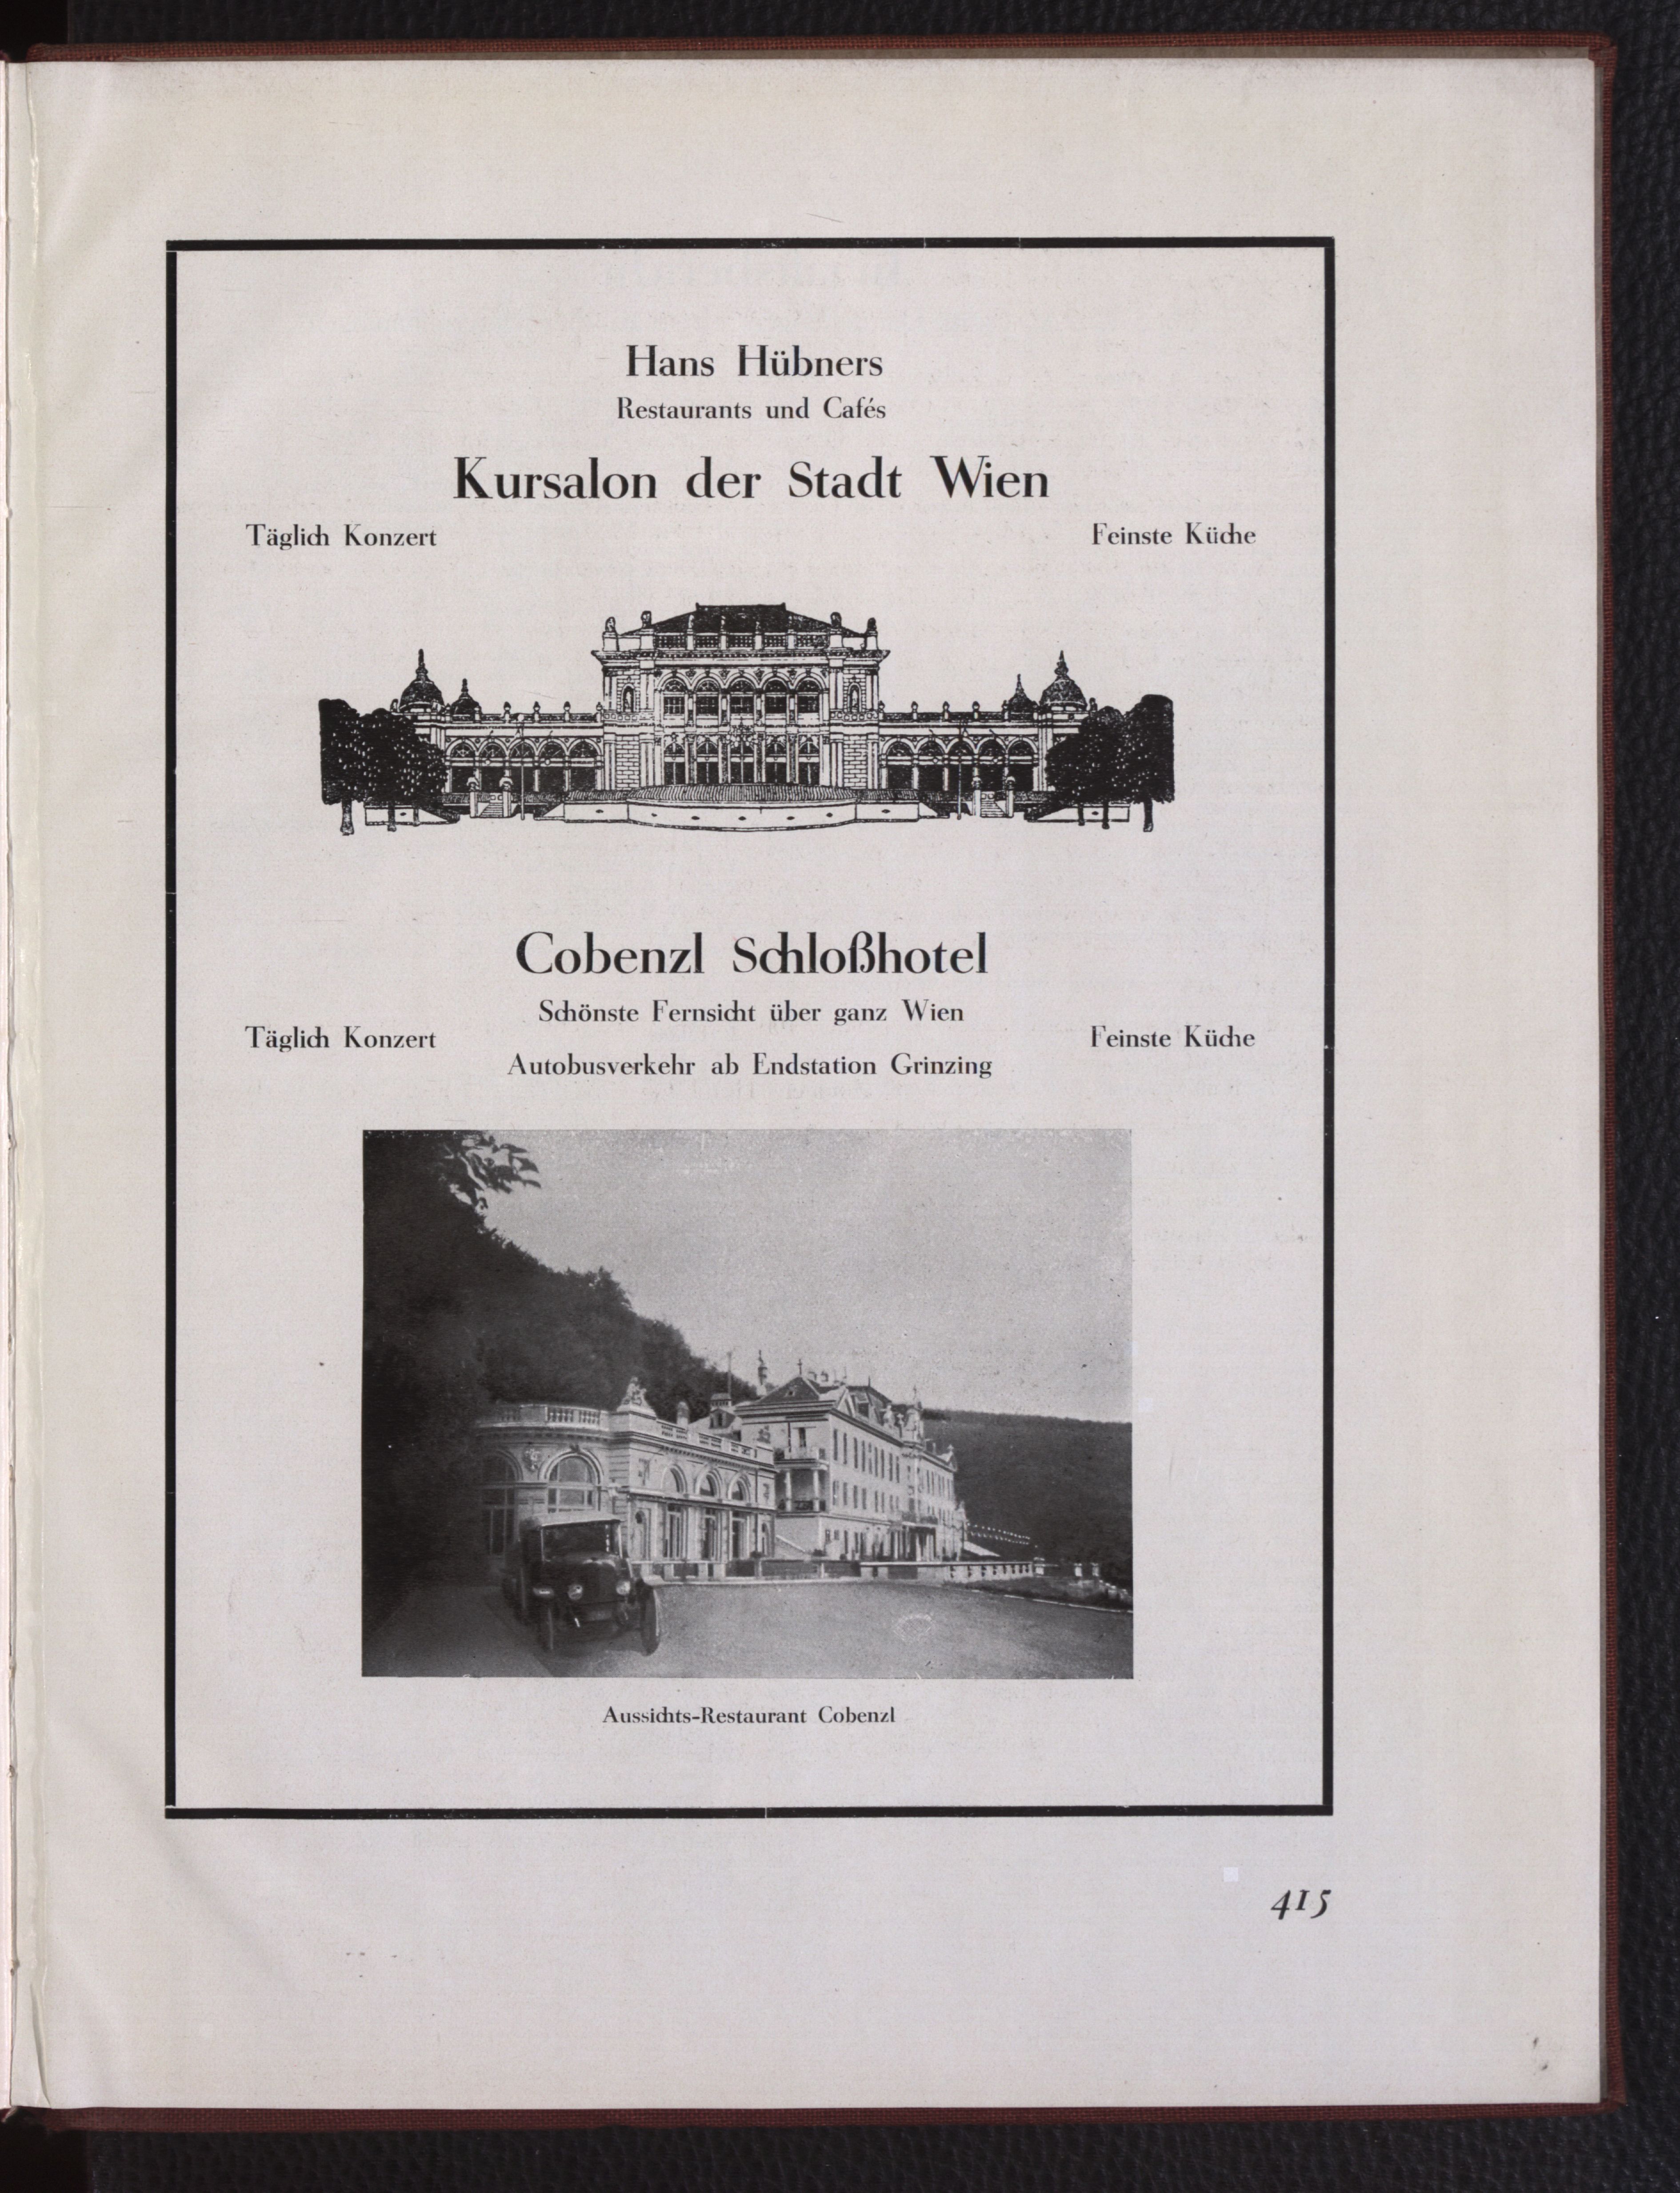 Hans Hübners
Restaurants und Cafés
Kursalon der Stadt Wien
Täglich Konzert
Feinste Küche
Cobenzl Schloßhotel
Schönste Fernsicht über ganz Wien
Täglich Konzert
Feinste Küche
Autobusverkehr ab Endstation Grinzing
Aussichts-Restaurant Cobenzl
415